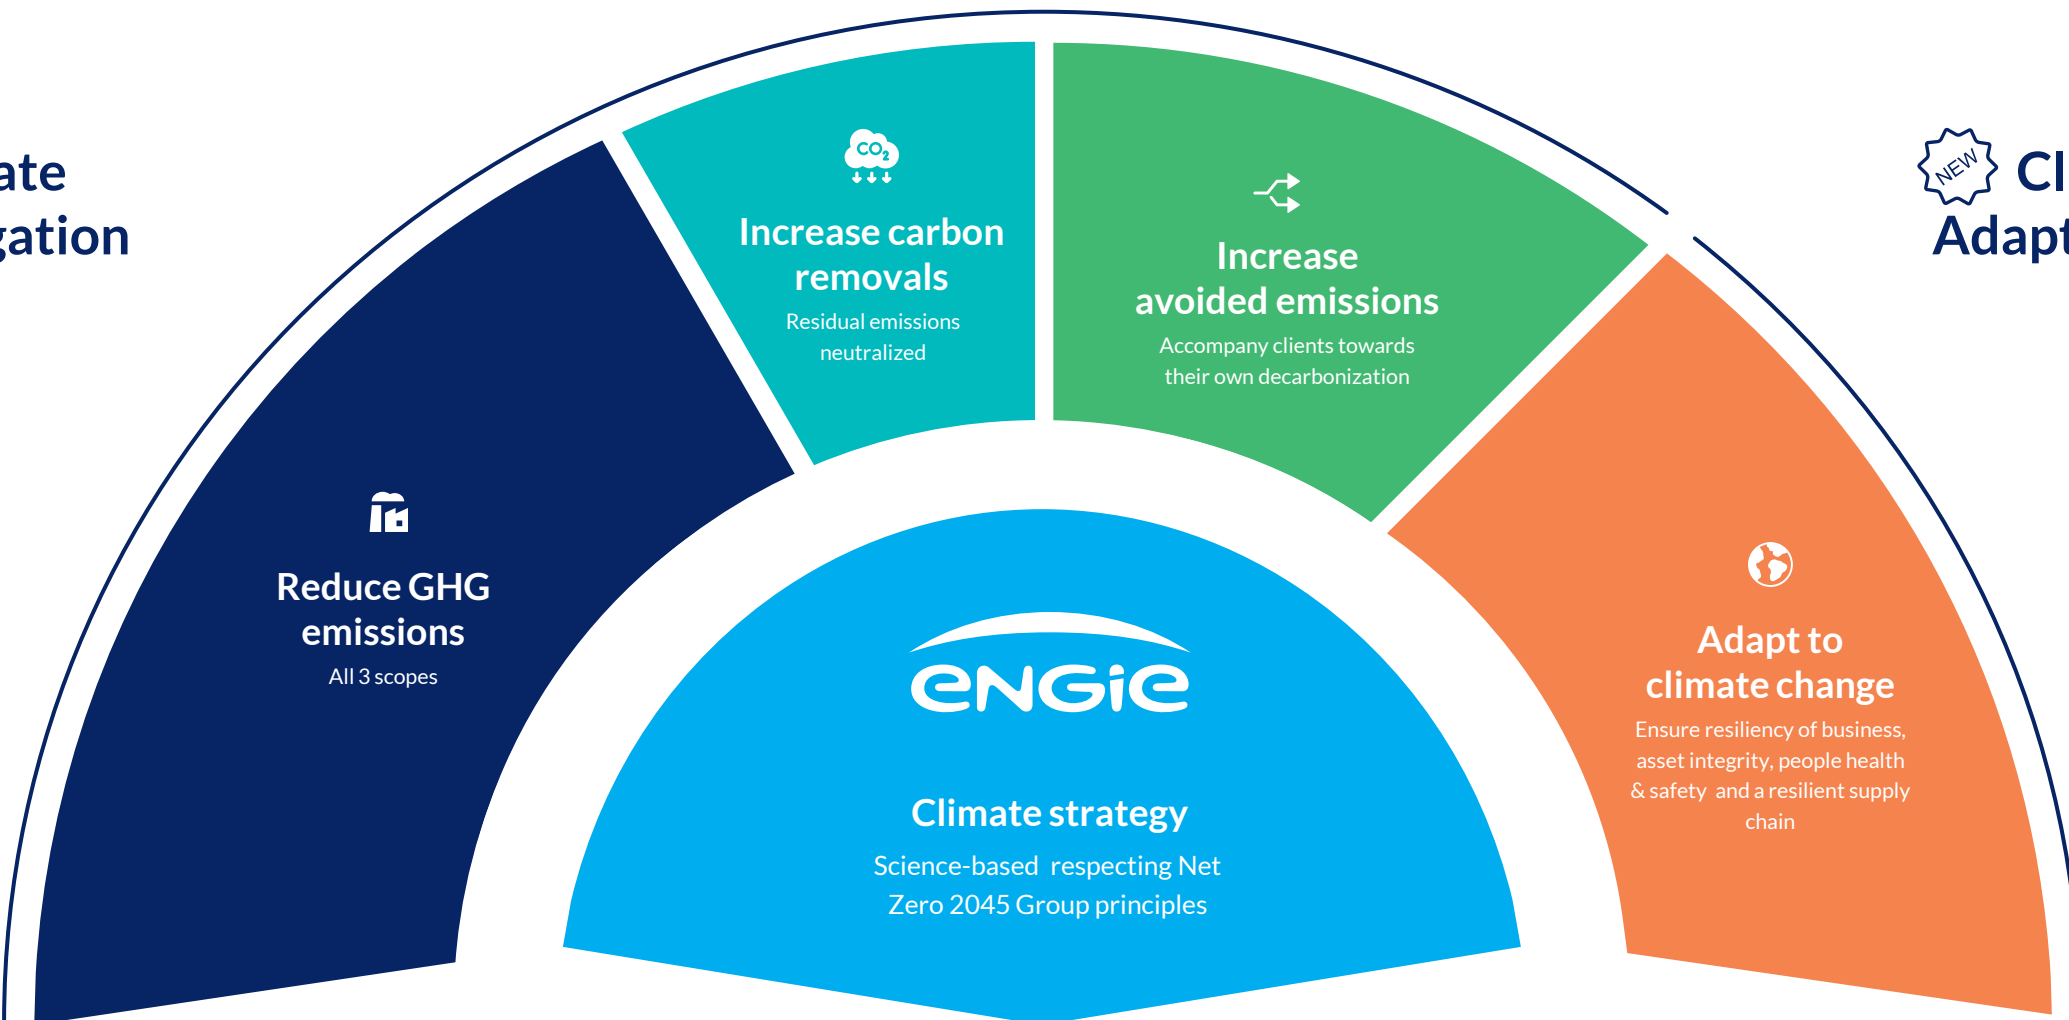 ate
gation
CO2
Increase carbon
removals
Residual emissions
neutralized
Increase
avoided emissions
Accompany clients towards
their own decarbonization
NEW
Cl
Adapt
Reduce GHG
emissions
All 3 scopes
Adapt to
climate change
Ensure resiliency of business,
asset integrity, people health
& safety and a resilient supply
chain
ENGIE
Climate strategy
Science-based respecting Net
Zero 2045 Group principles